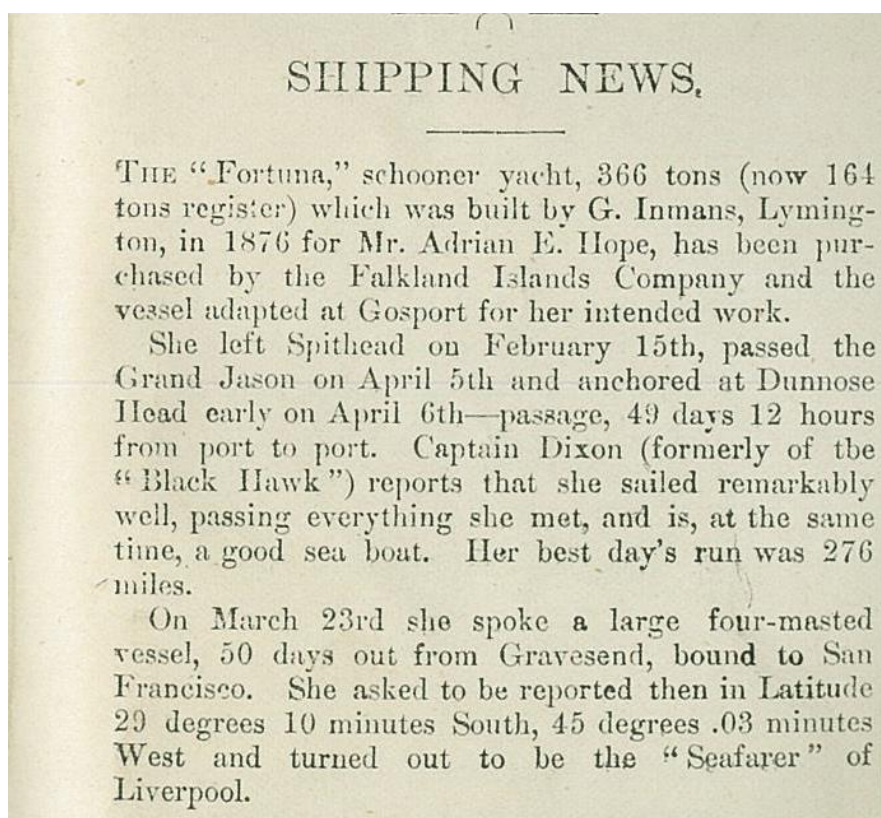 SHIPPING NEWS.
THE "Fortuna," schooner yacht, 366 tons (now 164
tons register) which was built by G. Inmans, Lyming-
ton, in 1876 for Mr. Adrian E. Hope, has been pur-
chased by the Falkland Islands Company and the
vessel adapted at Gosport for her intended work.
She left Spithead on February 15th, passed the
Grand Jason on April 5th and anchored at Dunnose
Head early on April 6th—passage, 49 days 12 hours
from port to port. Captain Dixon (formerly of tbe
"Black Hawk") reports that she sailed remarkably
well, passing everything she met, and is, at the same
time, a good sea boat. Her best day's run was 276
miles.
On March 23rd she spoke a large four-masted
vessel, 50 days out from Gravesend, bound to San
Francisco. She asked to be reported then in Latitude
29 degrees 10 minutes South, 45 degrees .03 minutes
West and turned out to be the "Seafarer" of
Liverpool.